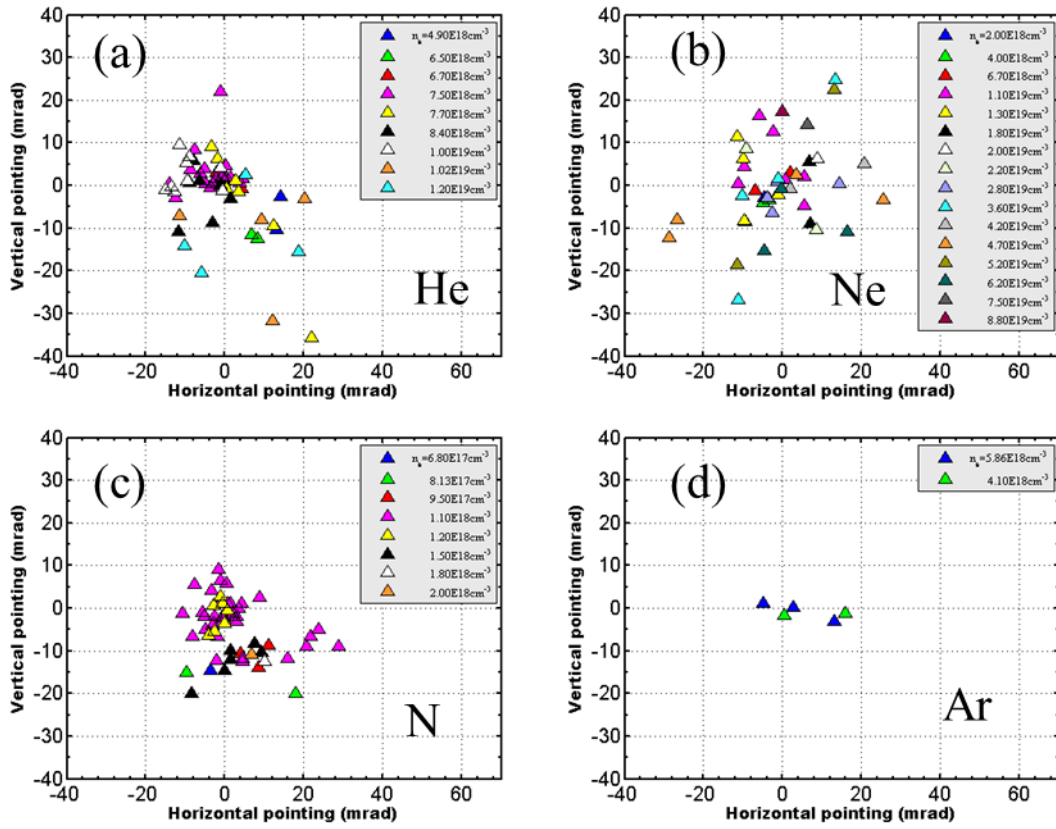 (a)
He
Vertical pointing (mrad)
40
30
20
10
0
-10
-20
-30
-40
-40 -20 0 20 40 60
Horizontal pointing (mrad)
nₑ=4.90E18cm⁻³
6.50E18cm⁻³
6.70E18cm⁻³
7.50E18cm⁻³
7.70E18cm⁻³
8.40E18cm⁻³
1.00E19cm⁻³
1.02E19cm⁻³
1.20E19cm⁻³
(b)
Ne
Vertical pointing (mrad)
40
30
20
10
0
-10
-20
-30
-40
-40 -20 0 20 40 60
Horizontal pointing (mrad)
nₑ=2.00E18cm⁻³
4.00E18cm⁻³
6.70E18cm⁻³
1.10E19cm⁻³
1.30E19cm⁻³
1.80E19cm⁻³
2.00E19cm⁻³
2.20E19cm⁻³
2.80E19cm⁻³
3.60E19cm⁻³
4.20E19cm⁻³
4.70E19cm⁻³
5.20E19cm⁻³
6.20E19cm⁻³
7.50E19cm⁻³
8.80E19cm⁻³
(c)
N
Vertical pointing (mrad)
40
30
20
10
0
-10
-20
-30
-40
-40 -20 0 20 40 60
Horizontal pointing (mrad)
nₑ=6.80E17cm⁻³
8.13E17cm⁻³
9.50E17cm⁻³
1.10E18cm⁻³
1.20E18cm⁻³
1.50E18cm⁻³
1.80E18cm⁻³
2.00E18cm⁻³
(d)
Ar
Vertical pointing (mrad)
40
30
20
10
0
-10
-20
-30
-40
-40 -20 0 20 40 60
Horizontal pointing (mrad)
nₑ=5.86E18cm⁻³
4.10E18cm⁻³